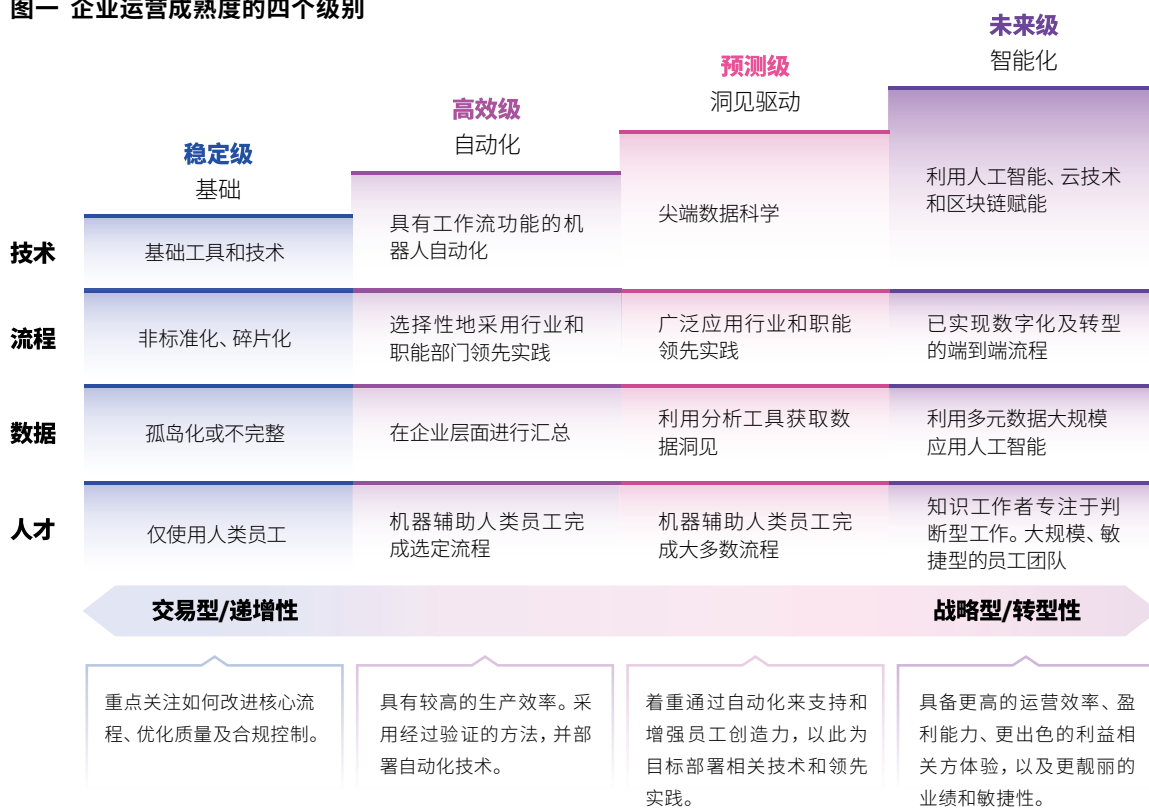 图一 企业运营成熟度的四个级别
未来级
智能化
预测级
洞见驱动
高效级
自动化
稳定级
基础
技术
基础工具和技术
具有工作流功能的机
器人自动化
尖端数据科学
利用人工智能、云技术
和区块链赋能
流程
非标准化、碎片化
选择性地采用行业和
职能部门领先实践
广泛应用行业和职能
领先实践
已实现数字化及转型
的端到端流程
数据
孤岛化或不完整
在企业层面进行汇总
利用分析工具获取数
据洞见
利用多元数据大规模
应用人工智能
人才
仅使用人类员工
机器辅助人类员工完
成选定流程
机器辅助人类员工完
成大多数流程
知识工作者专注于判
断型工作。大规模、敏
捷型的员工团队
交易型/递增性
战略型/转型性
重点关注如何改进核心流
程、优化质量及合规控制。
具有较高的生产效率。采
用经过验证的方法，并部
署自动化技术。
着重通过自动化来支持和
增强员工创造力，以此为
目标部署相关技术和领先
实践。
具备更高的运营效率、盈
利能力、更出色的利益相
关方体验，以及更靓丽的
业绩和敏捷性。